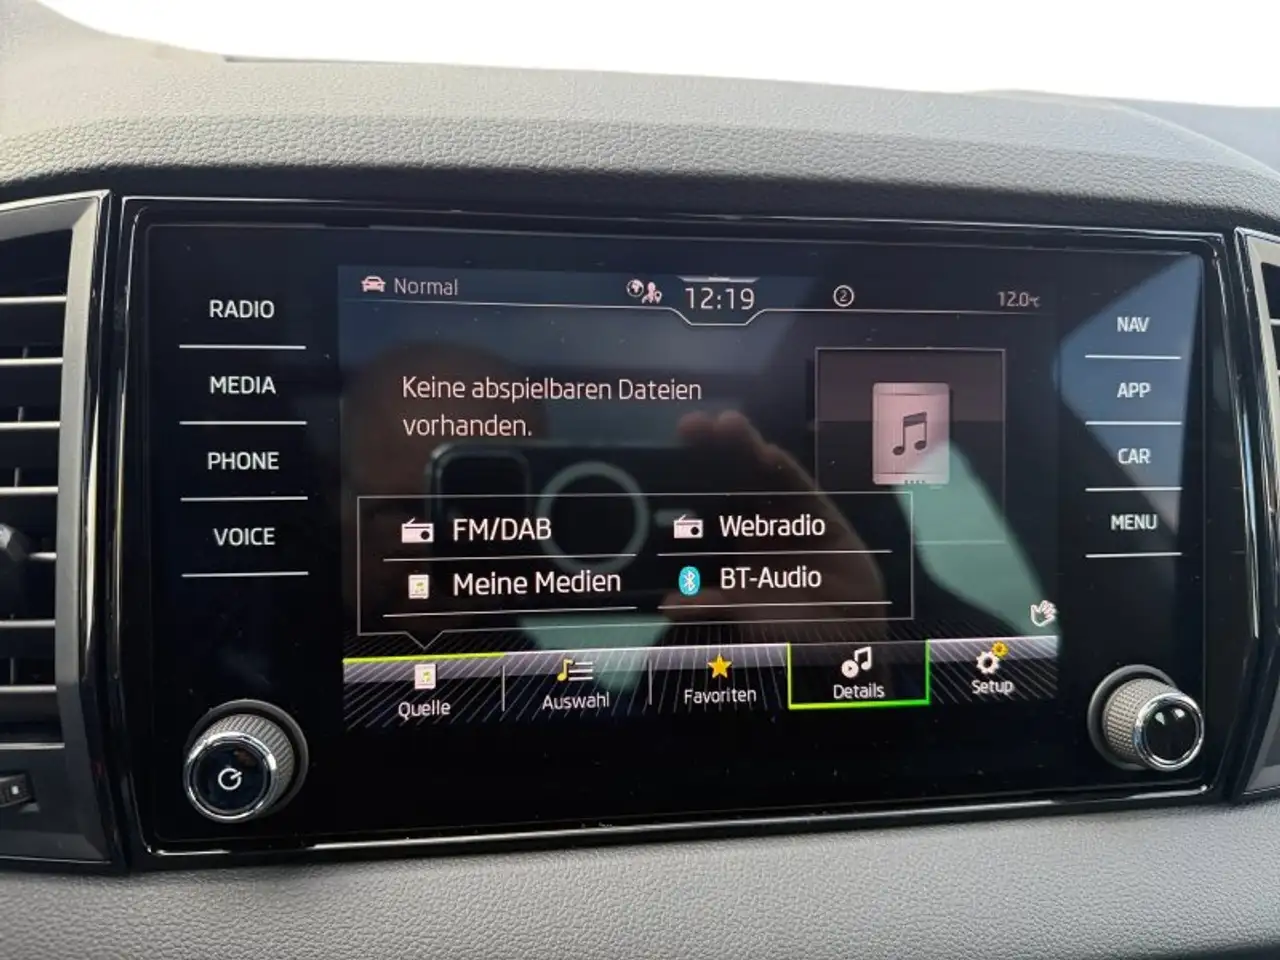 Normal
12:19
2
12.0°C
RADIO
MEDIA
PHONE
VOICE
NAV
APP
CAR
MENU
Keine abspielbaren Dateien
vorhanden.
FM/DAB
Webradio
Meine Medien
BT-Audio
Quelle
Auswahl
Favoriten
Details
Setup